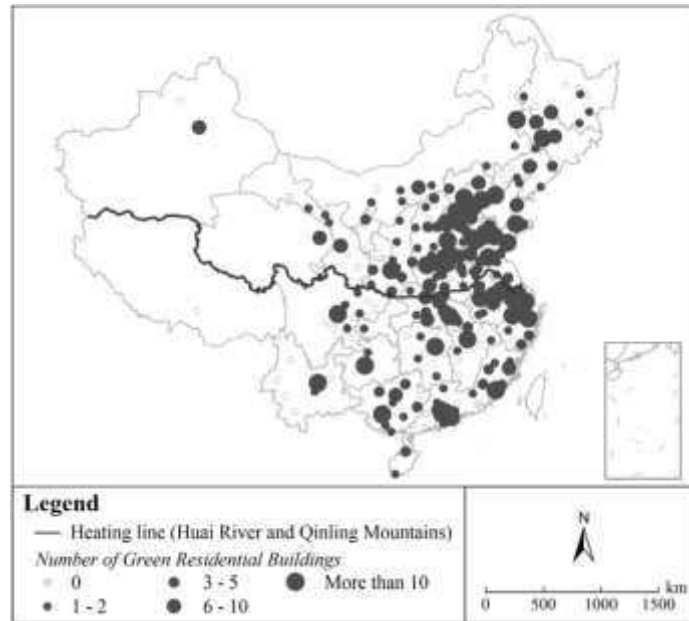 Legend
Heating line (Huai River and Qinling Mountains)
Number of Green Residential Buildings
0 3 - 5 More than 10
1 - 2 6 - 10
N
km
0 500 1000 1500